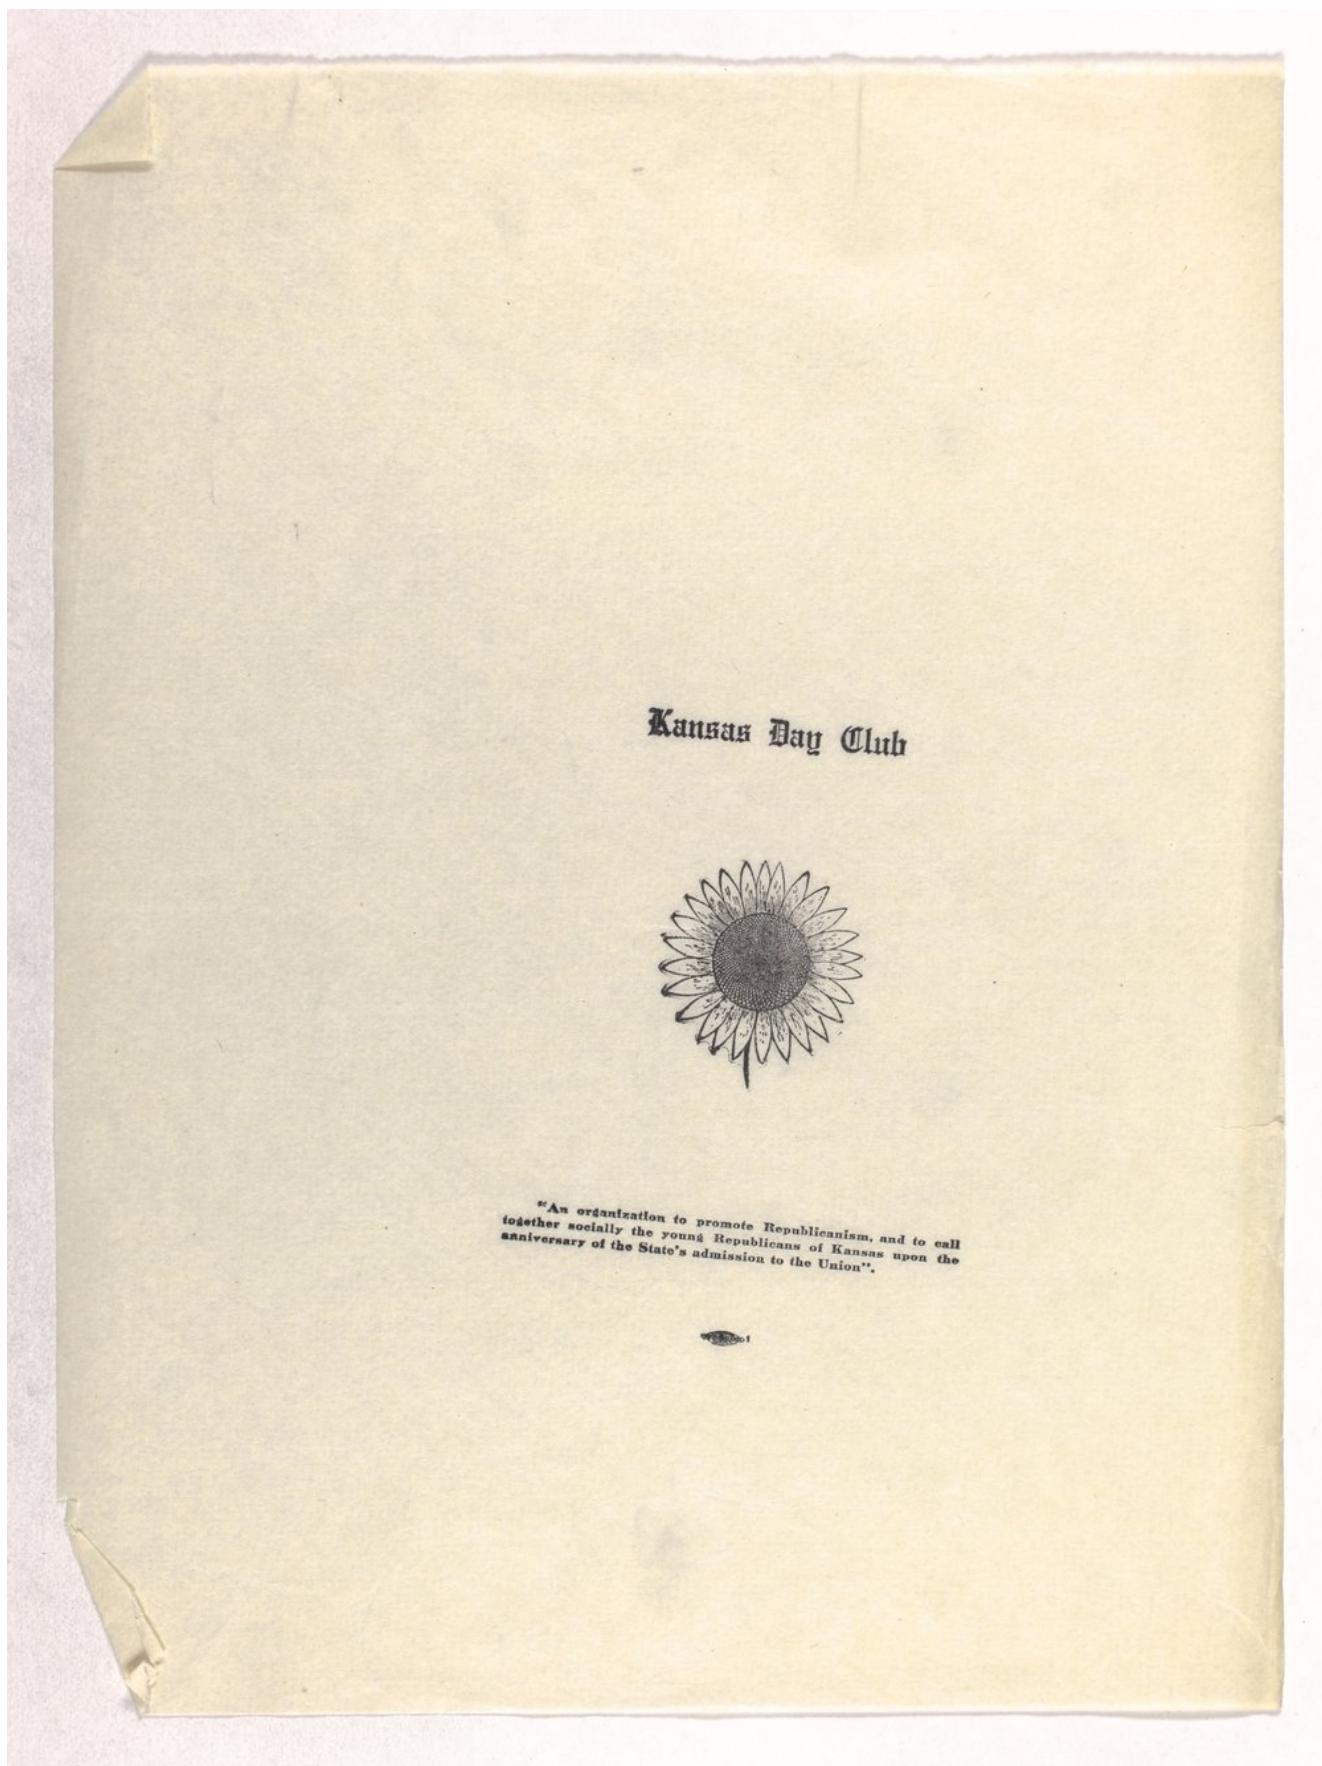 Kansas Day Club
"An organization to promote Republicanism, and to call
together socially the young Republicans of Kansas upon the
anniversary of the State's admission to the Union".